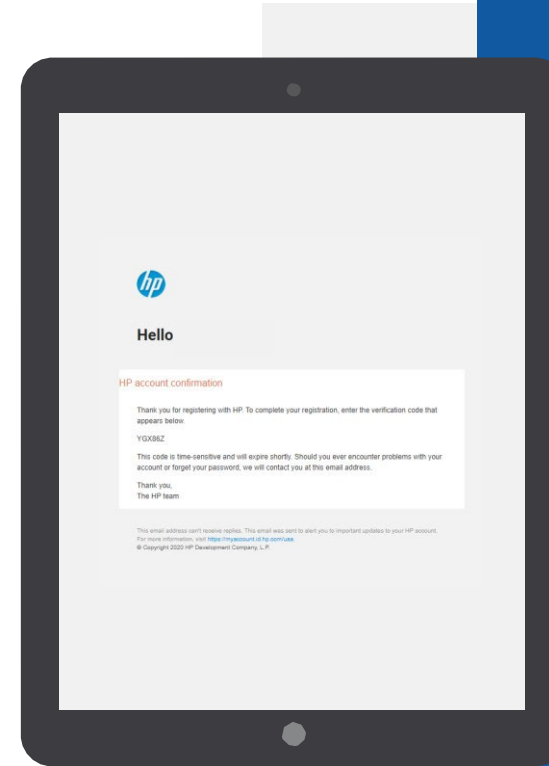 hp
Hello
HP account confirmation
Thank you for registering with HP. To complete your registration, enter the verification code that
appears below.
YGX86Z
This code is time-sensitive and will expire shortly. Should you ever encounter problems with your
account or forget your password, we will contact you at this email address.
Thank you,
The HP team
This email address can't receive replies. This email was sent to alert you to important updates to your HP account.
For more information, visit https://myaccount.id.hp.com/uaa.
© Copyright 2020 HP Development Company, L.P.